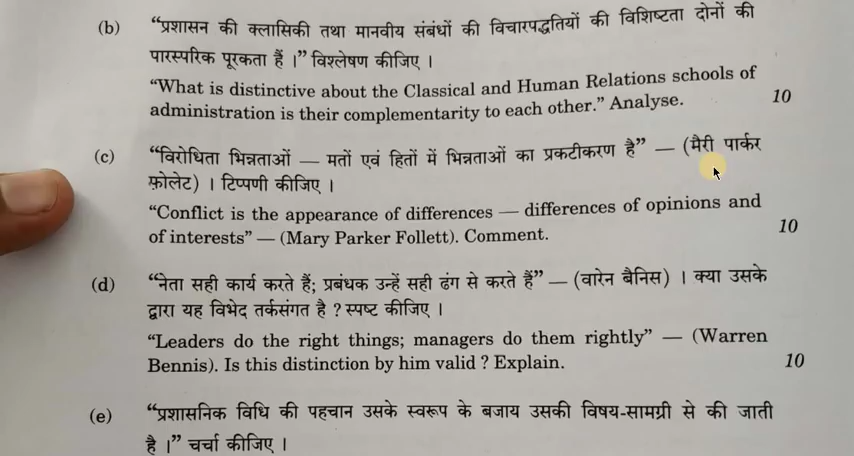 (b) “प्रशासन की क्लासिकी तथा मानवीय संबंधों की विचारपद्धतियों की विशिष्टता दोनों की
पारस्परिक पूरकता हैं ।” विश्लेषण कीजिए ।
“What is distinctive about the Classical and Human Relations schools of
administration is their complementarity to each other.” Analyse. 10
(c) “विरोधिता भिन्नताओं — मतों एवं हितों में भिन्नताओं का प्रकटीकरण है” — (मैरी पार्कर
फ़ोलेट) । टिप्पणी कीजिए ।
“Conflict is the appearance of differences — differences of opinions and
of interests” — (Mary Parker Follett). Comment. 10
(d) “नेता सही कार्य करते हैं; प्रबंधक उन्हें सही ढंग से करते हैं” — (वारेन बैनिस) । क्या उसके
द्वारा यह विभेद तर्कसंगत है ? स्पष्ट कीजिए ।
“Leaders do the right things; managers do them rightly” — (Warren
Bennis). Is this distinction by him valid ? Explain. 10
(e) “प्रशासनिक विधि की पहचान उसके स्वरूप के बजाय उसकी विषय-सामग्री से की जाती
है ।” चर्चा कीजिए ।